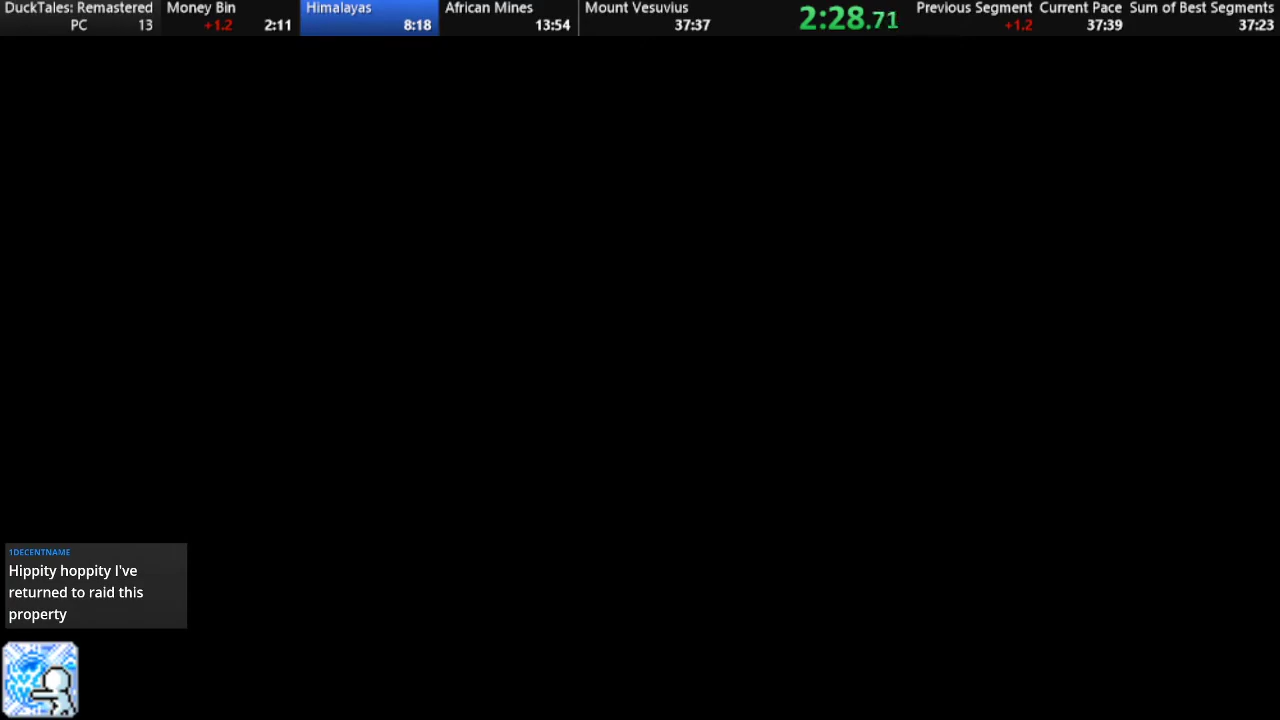 DuckTales: Remastered Money Bin Himalayas African Mines Mount Vesuvius 2:28.71 Previous Segment Current Pace Sum of Best Segments
PC 13 +1.2 2:11 8:18 13:54 37:37 +1.2 37:39 37:23
1DECENTNAME
Hippity hoppity I've
returned to raid this
property